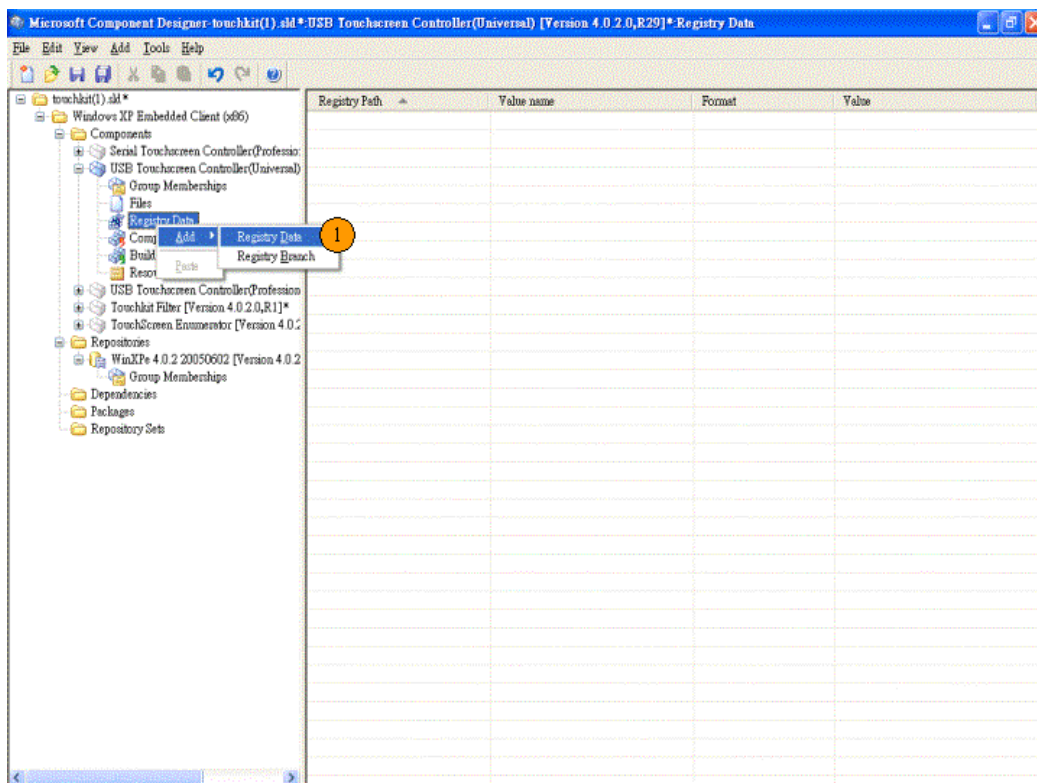 Microsoft Component Designer-touchkit(1).sld*:USB Touchscreen Controller(Universal) [Version 4.0.2.0,R29]*:Registry Data
File Edit View Add Tools Help
touchkit(1).sld*
Windows XP Embedded Client (x86)
Components
Serial Touchscreen Controller(Professio
USB Touchscreen Controller(Universal)
Group Memberships
Files
Registry Data
Comp
Build
Resou
Add
Paste
Registry Data
Registry Branch
1
USB Touchscreen Controller(Profession
Touchkit Filter [Version 4.0.2.0,R1]*
TouchScreen Enumerator [Version 4.0.2
Repositories
WinXPe 4.0.2 20050602 [Version 4.0.2
Group Memberships
Dependencies
Packages
Repository Sets
Registry Path Value name Format Value